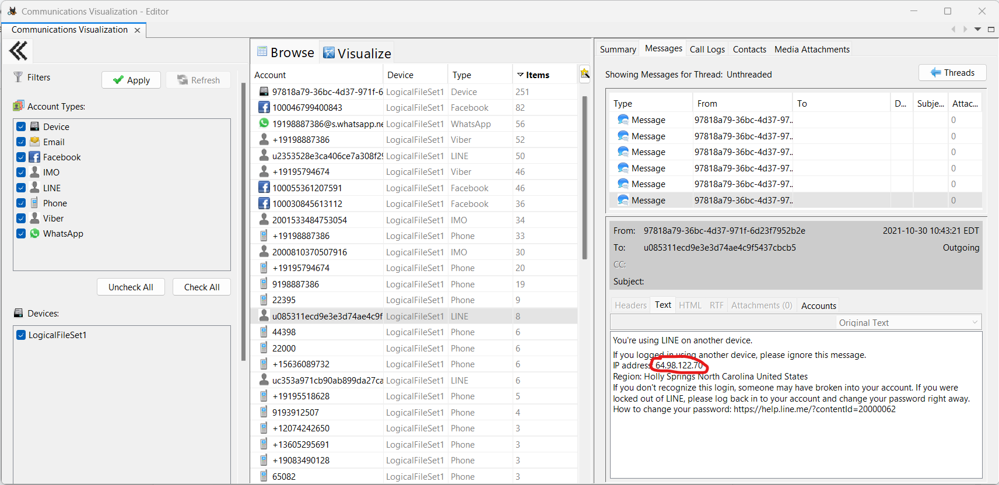 Communications Visualization - Editor
Communications Visualization
Filters
Apply
Refresh
Account Types:
Device
Email
Facebook
IMO
LINE
Phone
Viber
WhatsApp
Uncheck All
Check All
Devices:
LogicalFileSet1
Browse
Visualize
Account Device Type Items
97818a79-36bc-4d37-971f-6 LogicalFileSet1 Device 251
100046799400843 LogicalFileSet1 Facebook 82
19198887386@s.whatsapp.ne LogicalFileSet1 WhatsApp 56
+19198887386 LogicalFileSet1 Viber 52
u2353528e3ca406ce7a308f29 LogicalFileSet1 LINE 50
+19195794674 LogicalFileSet1 Viber 46
100055361207591 LogicalFileSet1 Facebook 46
100030845613112 LogicalFileSet1 Facebook 36
2001533484753054 LogicalFileSet1 IMO 34
+19198887386 LogicalFileSet1 Phone 33
2000810370507916 LogicalFileSet1 IMO 30
+19195794674 LogicalFileSet1 Phone 20
9198887386 LogicalFileSet1 Phone 19
22395 LogicalFileSet1 Phone 9
u085311ecd9e3e3d74ae4c9f LogicalFileSet1 LINE 8
44398 LogicalFileSet1 Phone 6
22000 LogicalFileSet1 Phone 6
+15636089732 LogicalFileSet1 Phone 6
uc353a971cb90ab899da27ca LogicalFileSet1 LINE 6
+19195518628 LogicalFileSet1 Phone 5
9193912507 LogicalFileSet1 Phone 4
+12074242650 LogicalFileSet1 Phone 3
+13605295691 LogicalFileSet1 Phone 3
+19083490128 LogicalFileSet1 Phone 3
65082 LogicalFileSet1 Phone 3
Summary Messages Call Logs Contacts Media Attachments
Showing Messages for Thread: Unthreaded
Threads
Type From To D... Subje... Attac...
Message 97818a79-36bc-4d37-97... 0
Message 97818a79-36bc-4d37-97... 0
Message 97818a79-36bc-4d37-97... 0
Message 97818a79-36bc-4d37-97... 0
Message 97818a79-36bc-4d37-97... 0
Message 97818a79-36bc-4d37-97... 0
From: 97818a79-36bc-4d37-971f-6d23f7952b2e 2021-10-30 10:43:21 EDT
To: u085311ecd9e3e3d74ae4c9f5437cbcb5 Outgoing
CC:
Subject:
Headers Text HTML RTF Attachments (0) Accounts
Original Text
You're using LINE on another device.
If you logged in using another device, please ignore this message.
IP address: 64.98.122.70
Region: Holly Springs North Carolina United States
If you don't recognize this login, someone may have broken into your account. If you were
locked out of LINE, please log back in to your account and change your password right away.
How to change your password: https://help.line.me/?contentId=20000062